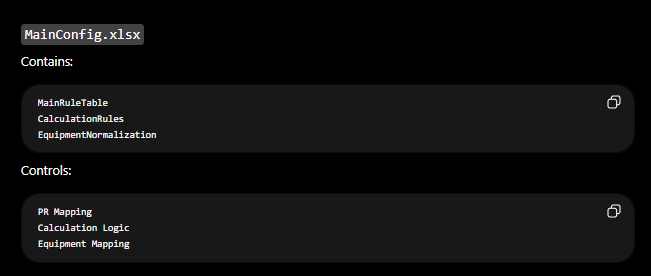 MainConfig.xlsx
Contains:
MainRuleTable
CalculationRules
EquipmentNormalization
Controls:
PR Mapping
Calculation Logic
Equipment Mapping